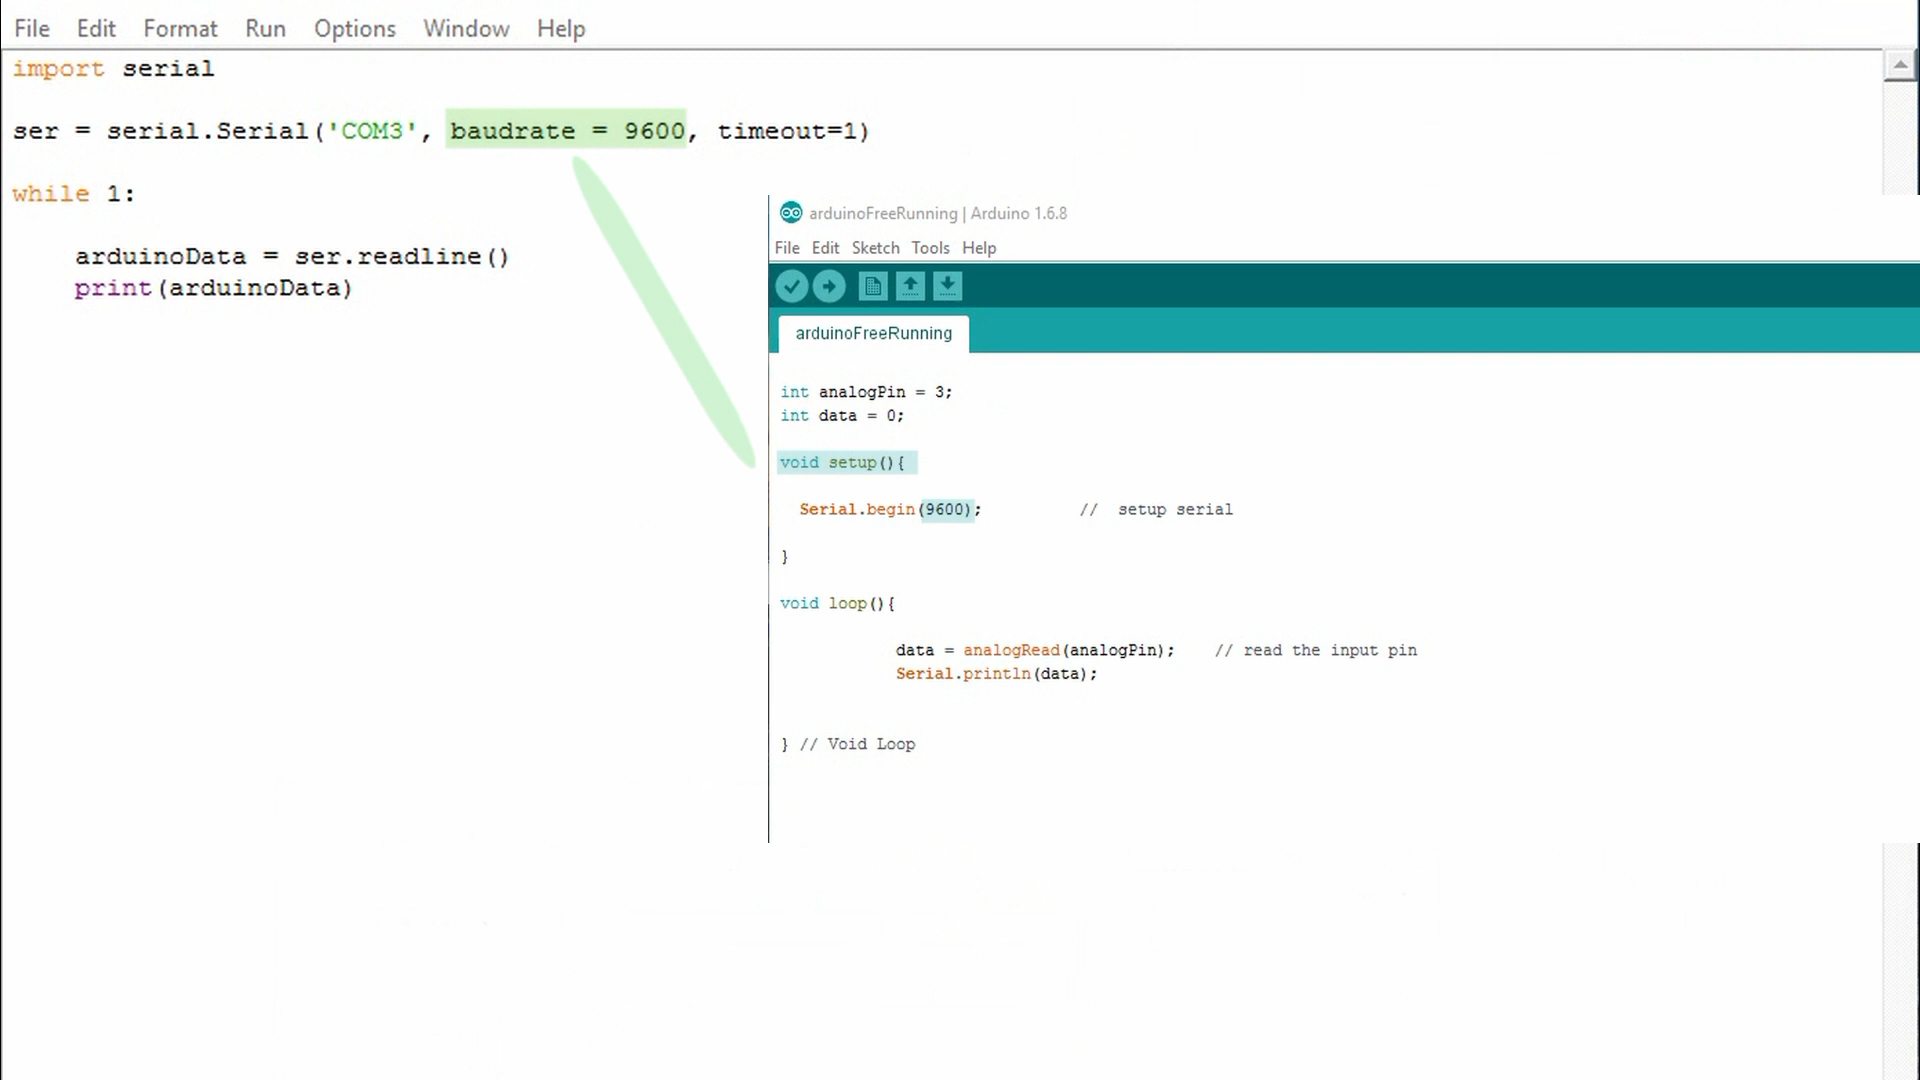 File Edit Format Run Options Window Help
import serial
ser = serial.Serial('COM3', baudrate = 9600, timeout=1)
while 1:
arduinoData = ser.readline()
print(arduinoData)
arduinoFreeRunning | Arduino 1.6.8
File Edit Sketch Tools Help
arduinoFreeRunning
int analogPin = 3;
int data = 0;
void setup(){
Serial.begin(9600); // setup serial
}
void loop(){
data = analogRead(analogPin); // read the input pin
Serial.println(data);
} // Void Loop